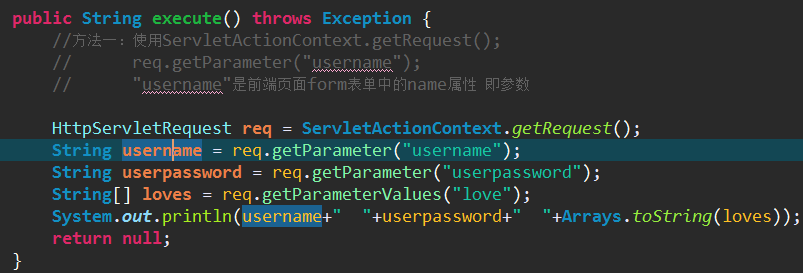 public String execute() throws Exception {
//方法一：使用ServletActionContext.getRequest();
// req.getParameter("username");
// "username"是前端页面form表单中的name属性 即参数
HttpServletRequest req = ServletActionContext.getRequest();
String username = req.getParameter("username");
String userpassword = req.getParameter("userpassword");
String[] loves = req.getParameterValues("love");
System.out.println(username+"  "+userpassword+"  "+Arrays.toString(loves));
return null;
}